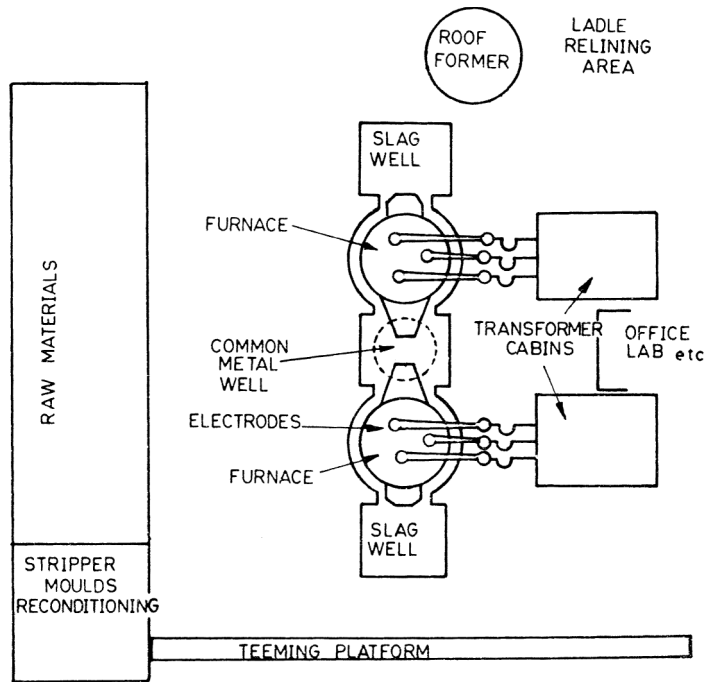 ROOF
FORMER
LADLE
RELINING
AREA
SLAG
WELL
FURNACE
RAW MATERIALS
TRANSFORMER
CABINS
OFFICE
LAB etc
COMMON
METAL
WELL
ELECTRODES
FURNACE
SLAG
WELL
STRIPPER
MOULDS
RECONDITIONING
TEEMING PLATFORM